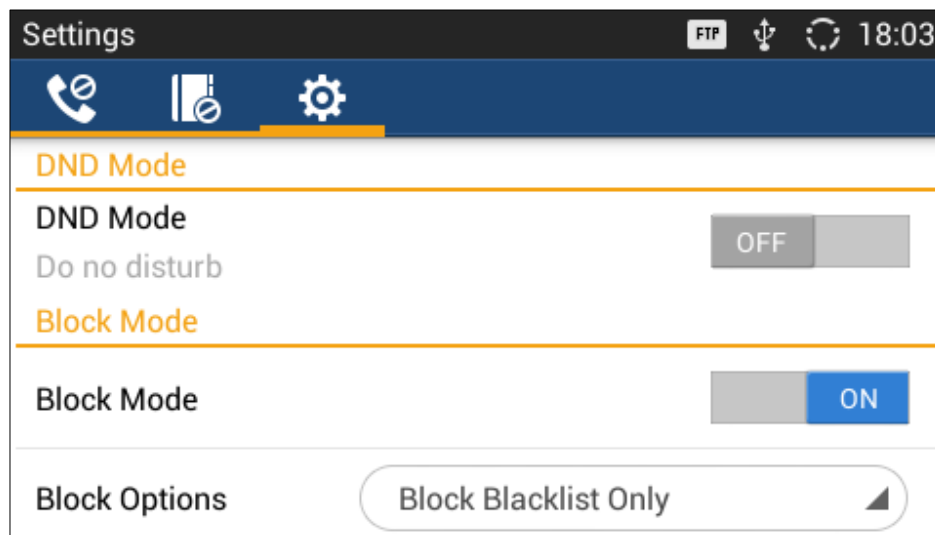 Settings FTP 18:03
DND Mode
DND Mode OFF
Do no disturb
Block Mode
Block Mode ON
Block Options Block Blacklist Only